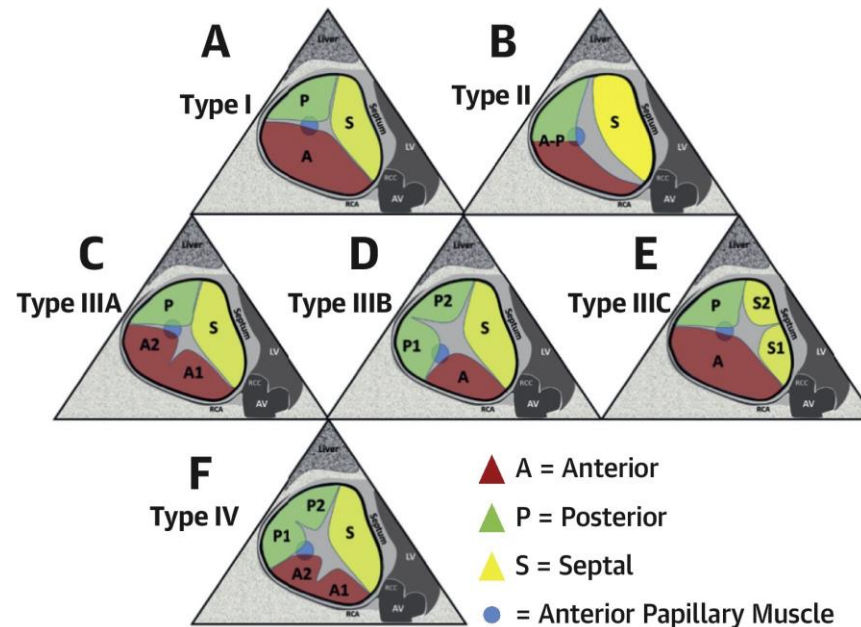 A
Type I
Liver
P
S
A
Septum
LV
RCC
AV
RCA
B
Type II
Liver
S
A-P
Septum
LV
RCC
AV
RCA
C
Type IIIA
Liver
P
S
A2
A1
Septum
LV
RCC
AV
RCA
D
Type IIIB
Liver
P2
P1
S
A
Septum
LV
RCC
AV
RCA
E
Type IIIC
Liver
P
S2
S1
A
Septum
LV
RCC
AV
RCA
F
Type IV
Liver
P2
P1
S
A2
A1
Septum
LV
RCC
AV
RCA
A = Anterior
P = Posterior
S = Septal
= Anterior Papillary Muscle